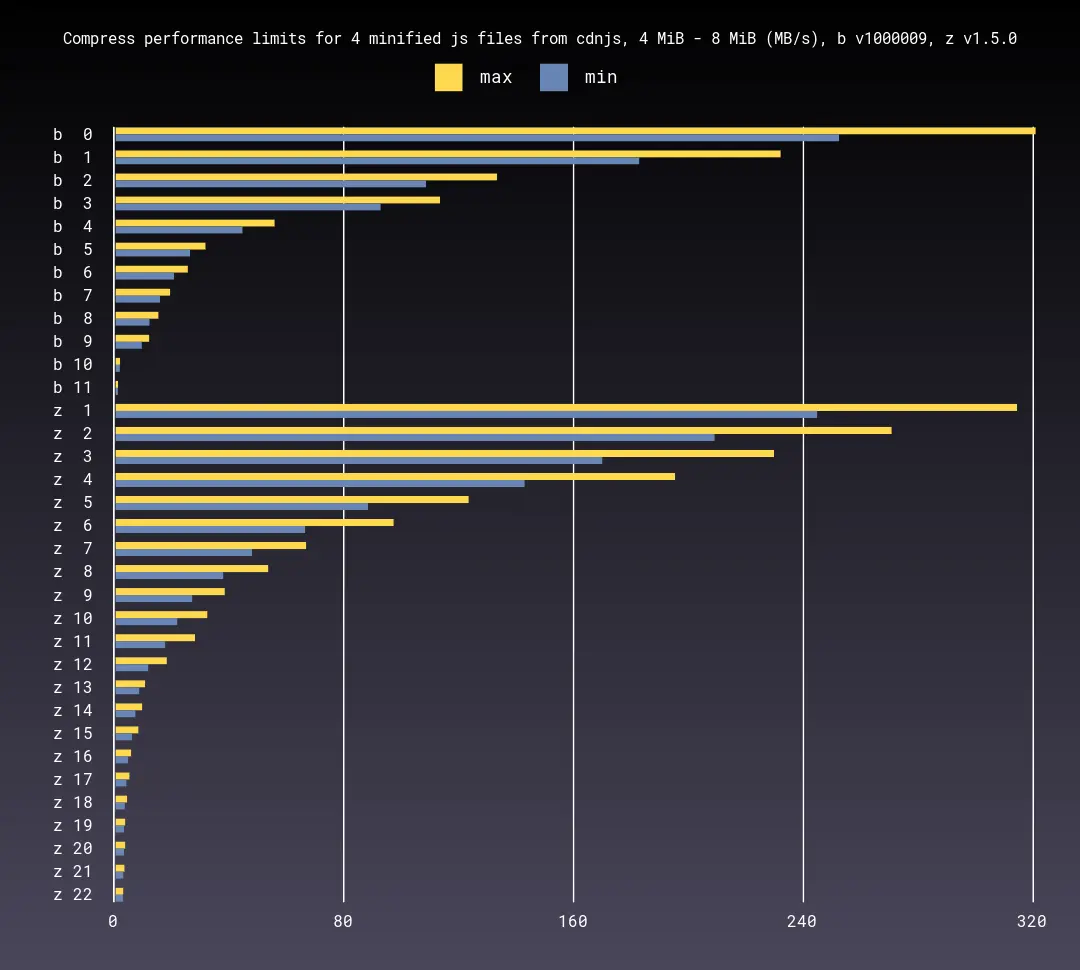 Compress performance limits for 4 minified js files from cdnjs, 4 MiB - 8 MiB (MB/s), b v1000009, z v1.5.0
max min
b 0
b 1
b 2
b 3
b 4
b 5
b 6
b 7
b 8
b 9
b 10
b 11
z 1
z 2
z 3
z 4
z 5
z 6
z 7
z 8
z 9
z 10
z 11
z 12
z 13
z 14
z 15
z 16
z 17
z 18
z 19
z 20
z 21
z 22
0 80 160 240 320